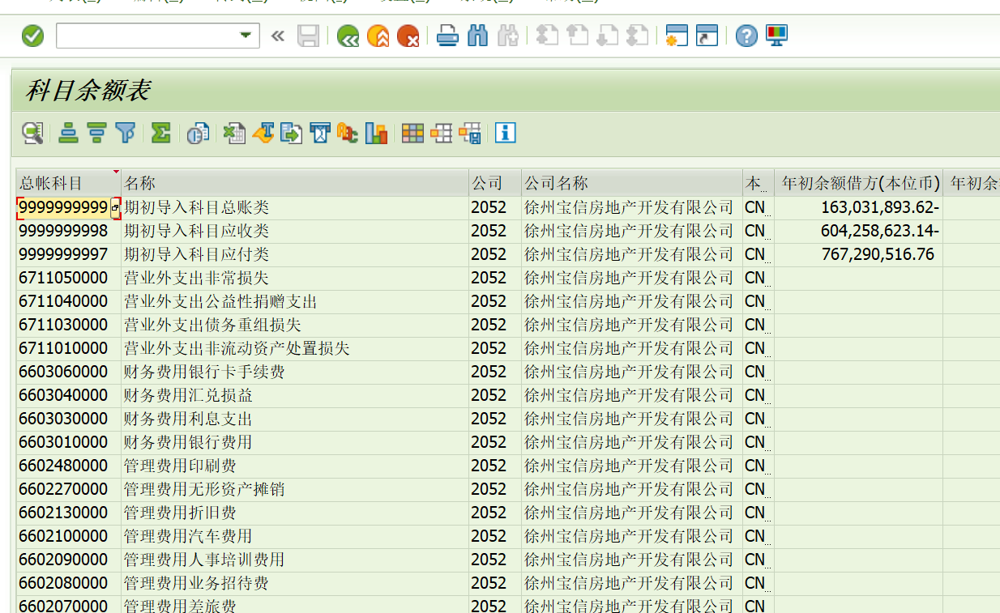 科目余额表
总帐科目 名称 公司 公司名称 本... 年初余额借方(本位币) 年初余
9999999999 期初导入科目总账类 2052 徐州宝信房地产开发有限公司 CN... 163,031,893.62-
9999999998 期初导入科目应收类 2052 徐州宝信房地产开发有限公司 CN... 604,258,623.14-
9999999997 期初导入科目应付类 2052 徐州宝信房地产开发有限公司 CN... 767,290,516.76
6711050000 营业外支出非常损失 2052 徐州宝信房地产开发有限公司 CN...
6711040000 营业外支出公益性捐赠支出 2052 徐州宝信房地产开发有限公司 CN...
6711030000 营业外支出债务重组损失 2052 徐州宝信房地产开发有限公司 CN...
6711010000 营业外支出非流动资产处置损失 2052 徐州宝信房地产开发有限公司 CN...
6603060000 财务费用银行卡手续费 2052 徐州宝信房地产开发有限公司 CN...
6603040000 财务费用汇兑损益 2052 徐州宝信房地产开发有限公司 CN...
6603030000 财务费用利息支出 2052 徐州宝信房地产开发有限公司 CN...
6603010000 财务费用银行费用 2052 徐州宝信房地产开发有限公司 CN...
6602480000 管理费用印刷费 2052 徐州宝信房地产开发有限公司 CN...
6602270000 管理费用无形资产摊销 2052 徐州宝信房地产开发有限公司 CN...
6602130000 管理费用折旧费 2052 徐州宝信房地产开发有限公司 CN...
6602100000 管理费用汽车费用 2052 徐州宝信房地产开发有限公司 CN...
6602090000 管理费用人事培训费用 2052 徐州宝信房地产开发有限公司 CN...
6602080000 管理费用业务招待费 2052 徐州宝信房地产开发有限公司 CN...
6602070000 管理费用差旅费 2052 徐州宝信房地产开发有限公司 CN